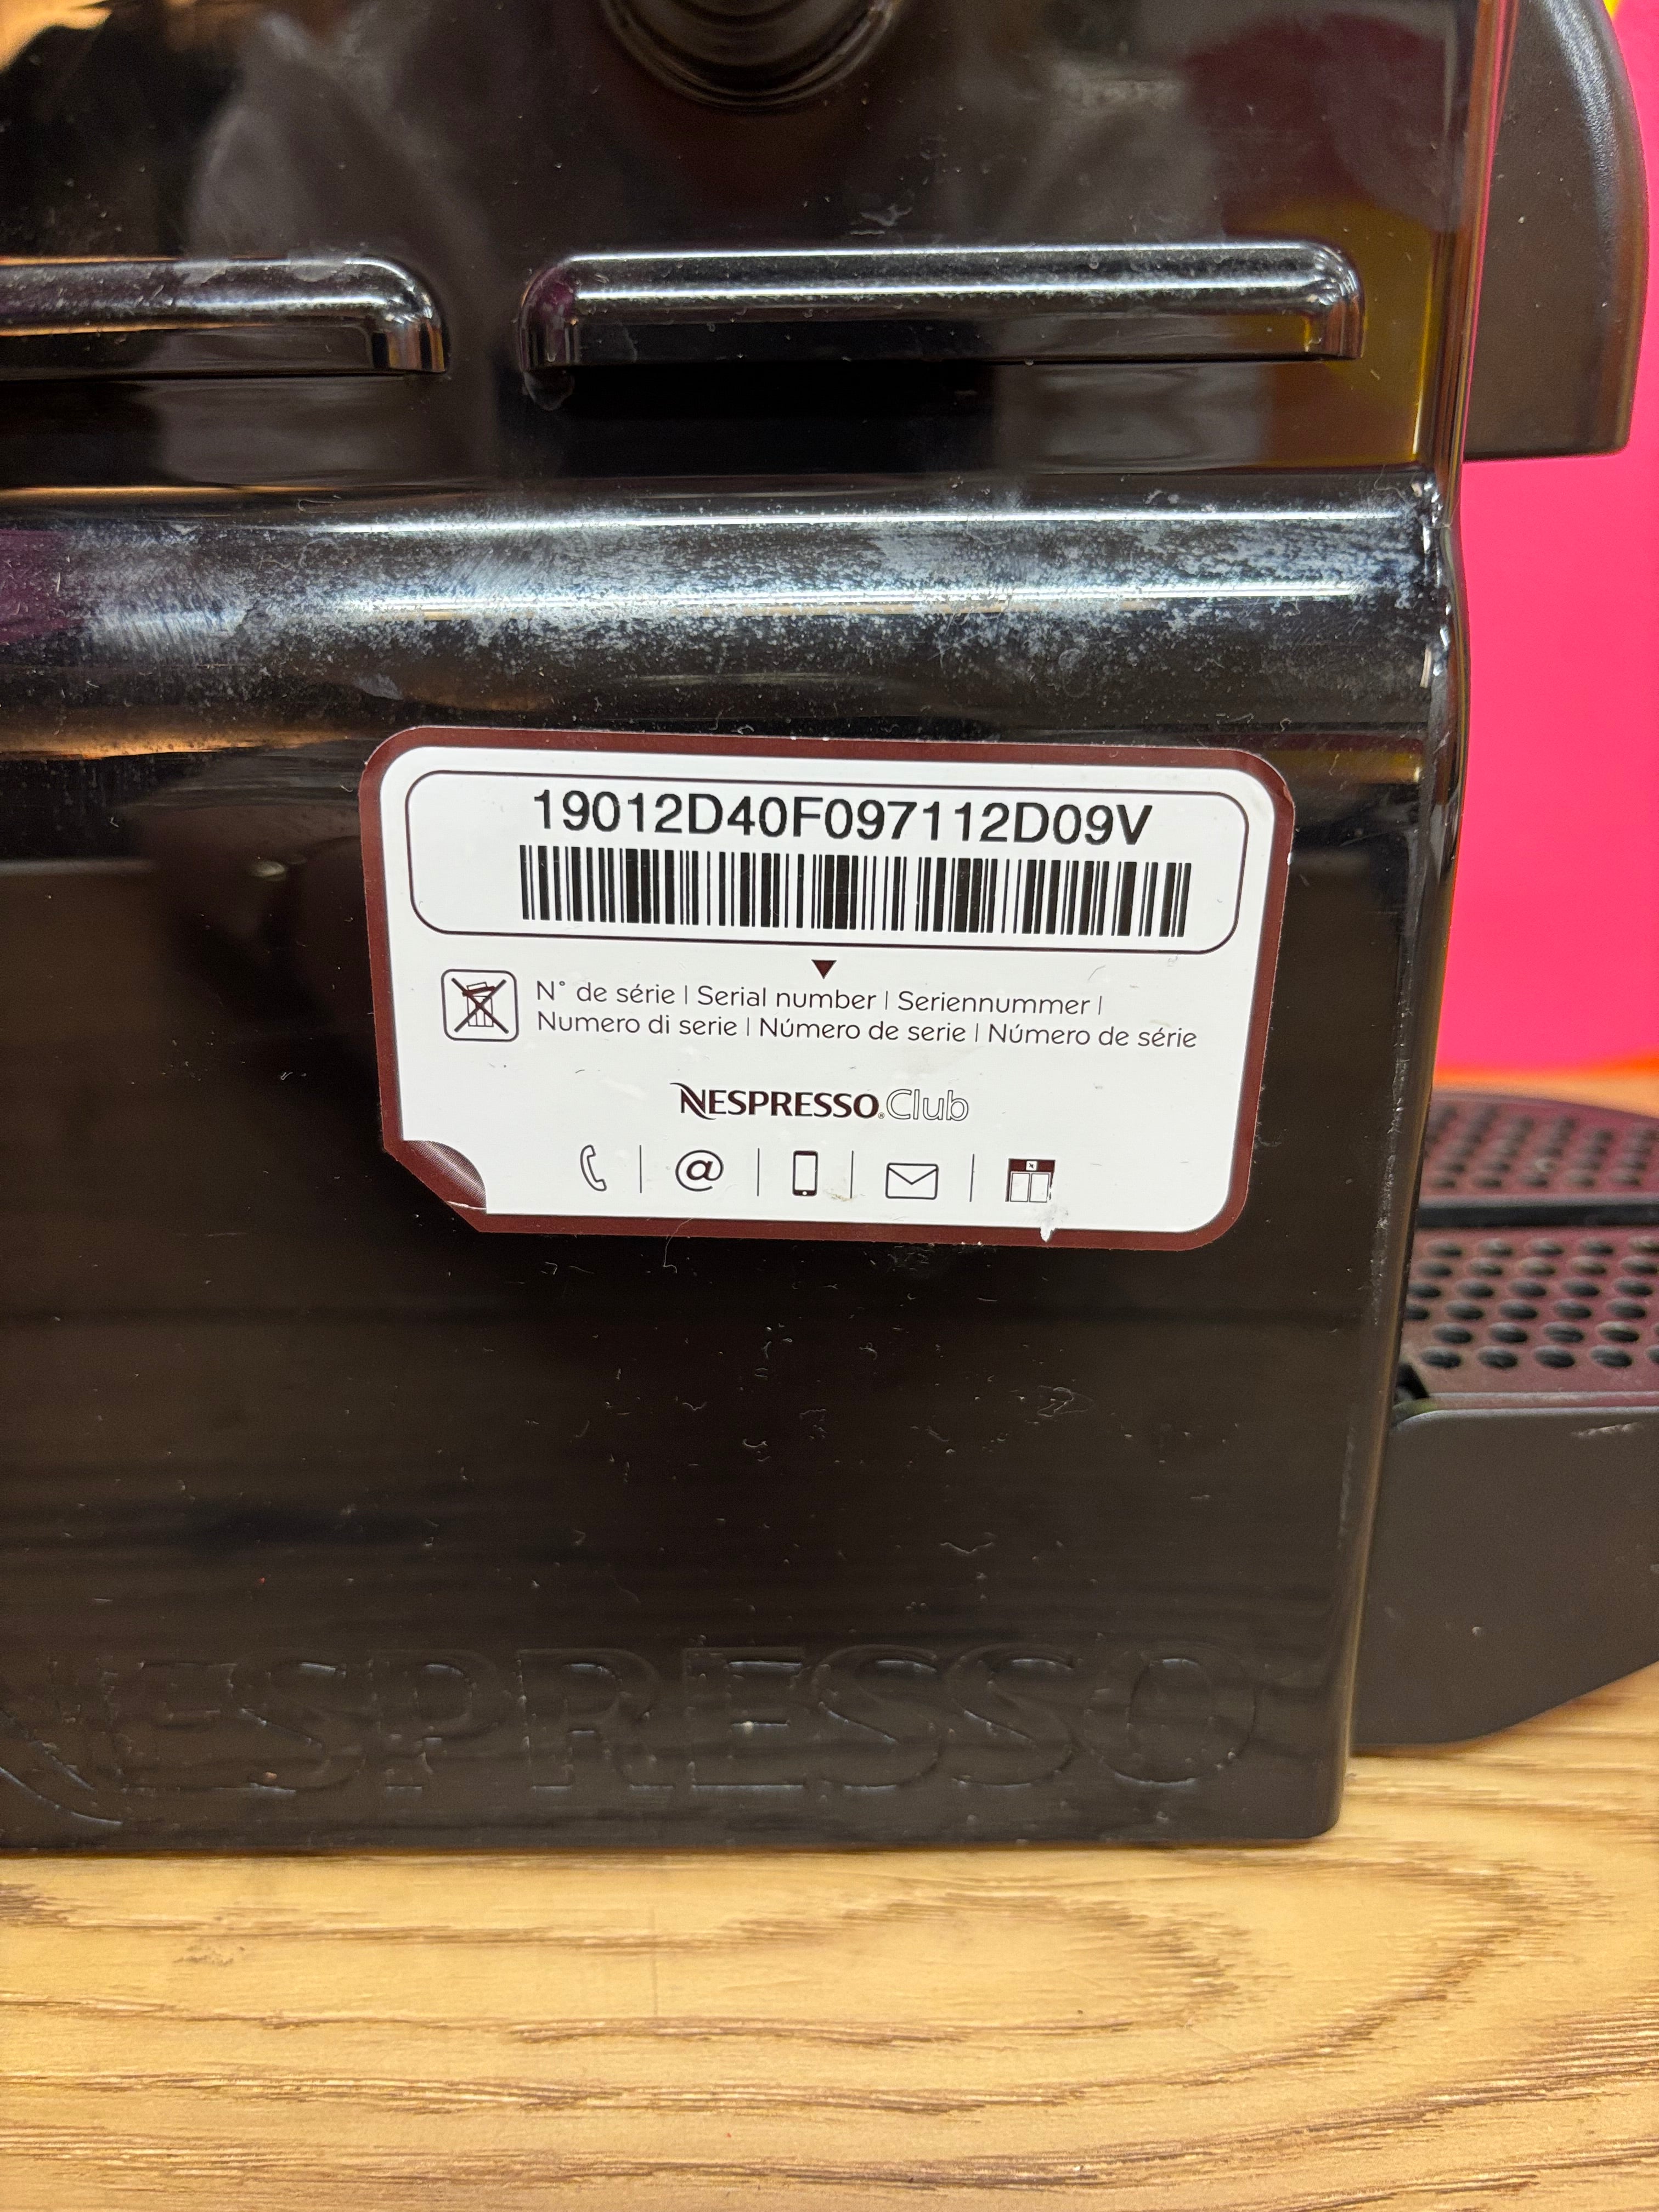 19012D40F097112D09V
N° de série | Serial number | Seriennummer |
Numero di serie | Número de serie | Número de série
NESPRESSO® Club
@
NESPRESSO